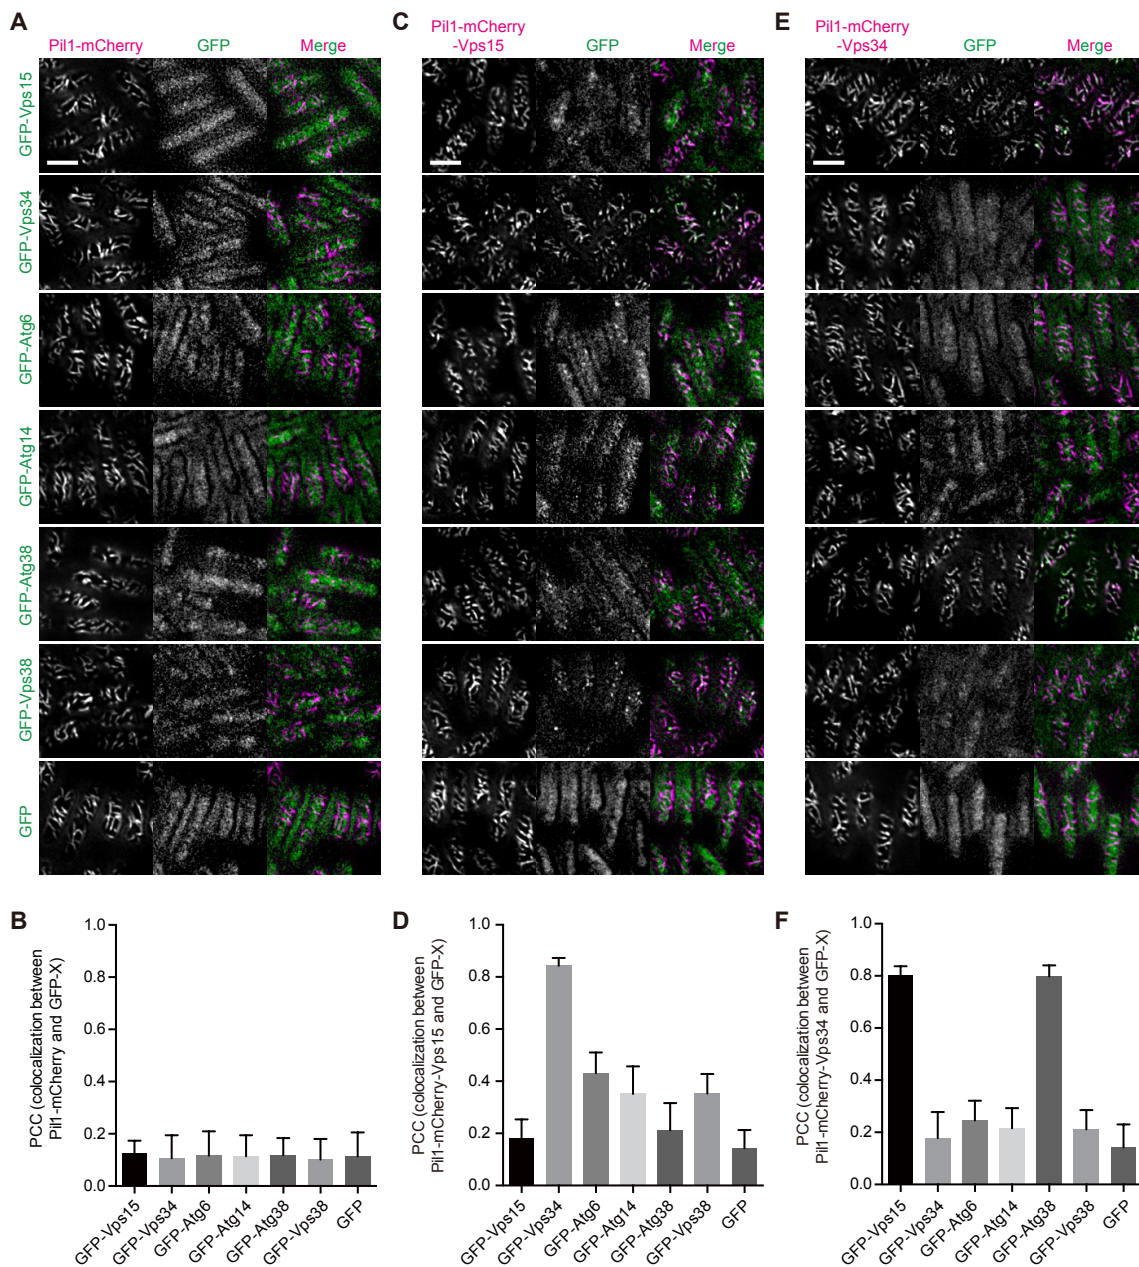 A
Pil1-mCherry GFP Merge
GFP-Vps15
GFP-Vps34
GFP-Atg6
GFP-Atg14
GFP-Atg38
GFP-Vps38
GFP
C
Pil1-mCherry
-Vps15
GFP Merge
E
Pil1-mCherry
-Vps34
GFP Merge
B
PCC (colocalization between
Pil1-mCherry and GFP-X)
1.0
0.8
0.6
0.4
0.2
0.0
GFP-Vps15
GFP-Vps34
GFP-Atg6
GFP-Atg14
GFP-Atg38
GFP-Vps38
GFP
D
PCC (colocalization between
Pil1-mCherry-Vps15 and GFP-X)
1.0
0.8
0.6
0.4
0.2
0.0
GFP-Vps15
GFP-Vps34
GFP-Atg6
GFP-Atg14
GFP-Atg38
GFP-Vps38
GFP
F
PCC (colocalization between
Pil1-mCherry-Vps34 and GFP-X)
1.0
0.8
0.6
0.4
0.2
0.0
GFP-Vps15
GFP-Vps34
GFP-Atg6
GFP-Atg14
GFP-Atg38
GFP-Vps38
GFP